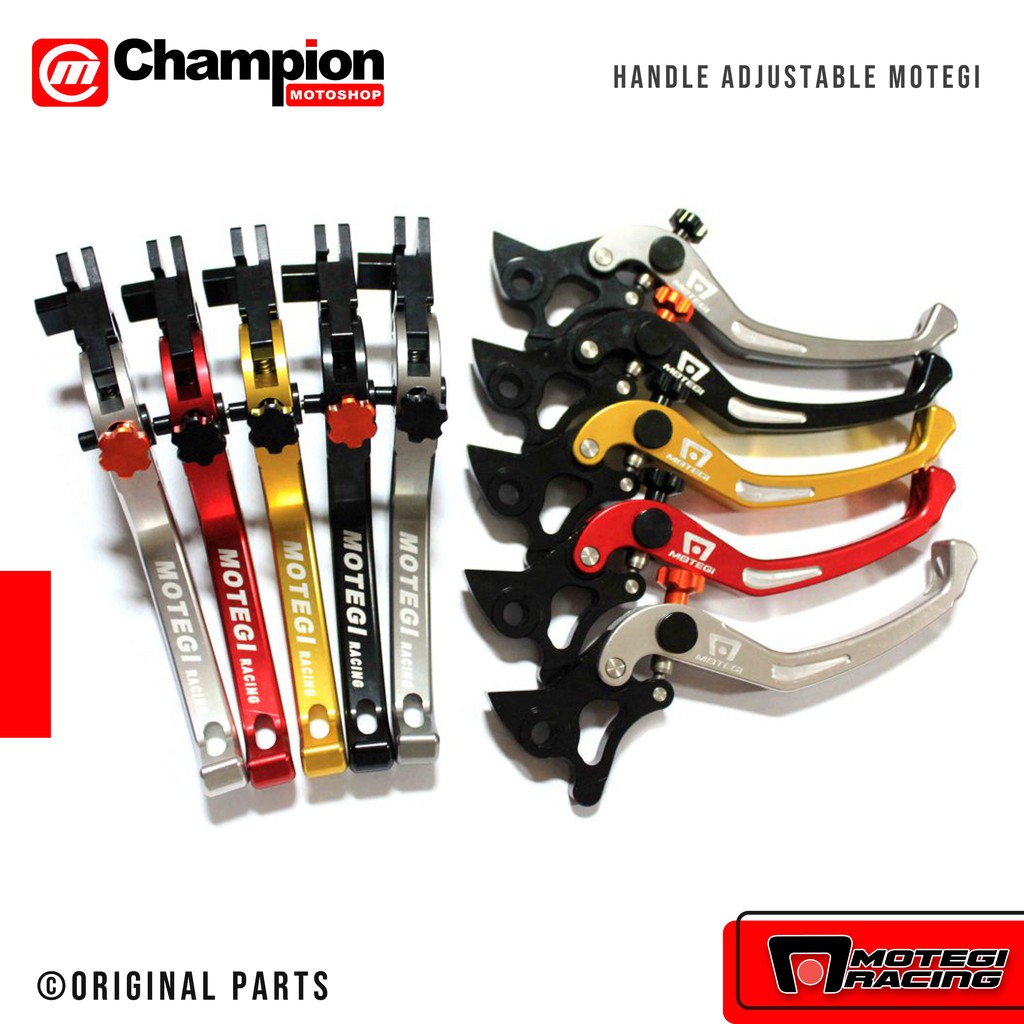 m Champion
MOTOSHOP
HANDLE ADJUSTABLE MOTEGI
MOTEGI RACING
MOTEGI RACING
MOTEGI RACING
MOTEGI RACING
MOTEGI RACING
MOTEGI
MOTEGI
MOTEGI
MOTEGI
MOTEGI
©ORIGINAL PARTS
MOTEGI
RACING